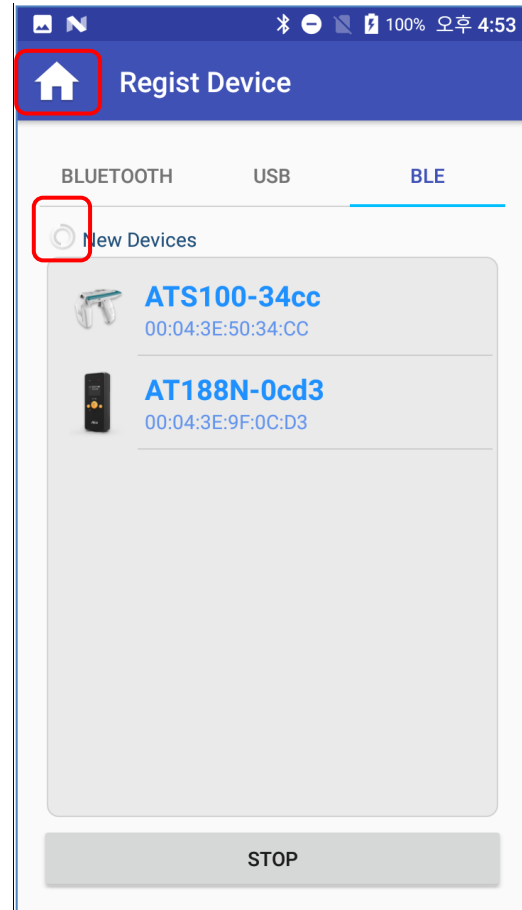 100% 오후 4:53
Regist Device
BLUETOOTH USB BLE
New Devices
ATS100-34cc
00:04:3E:50:34:CC
AT188N-0cd3
00:04:3E:9F:0C:D3
STOP